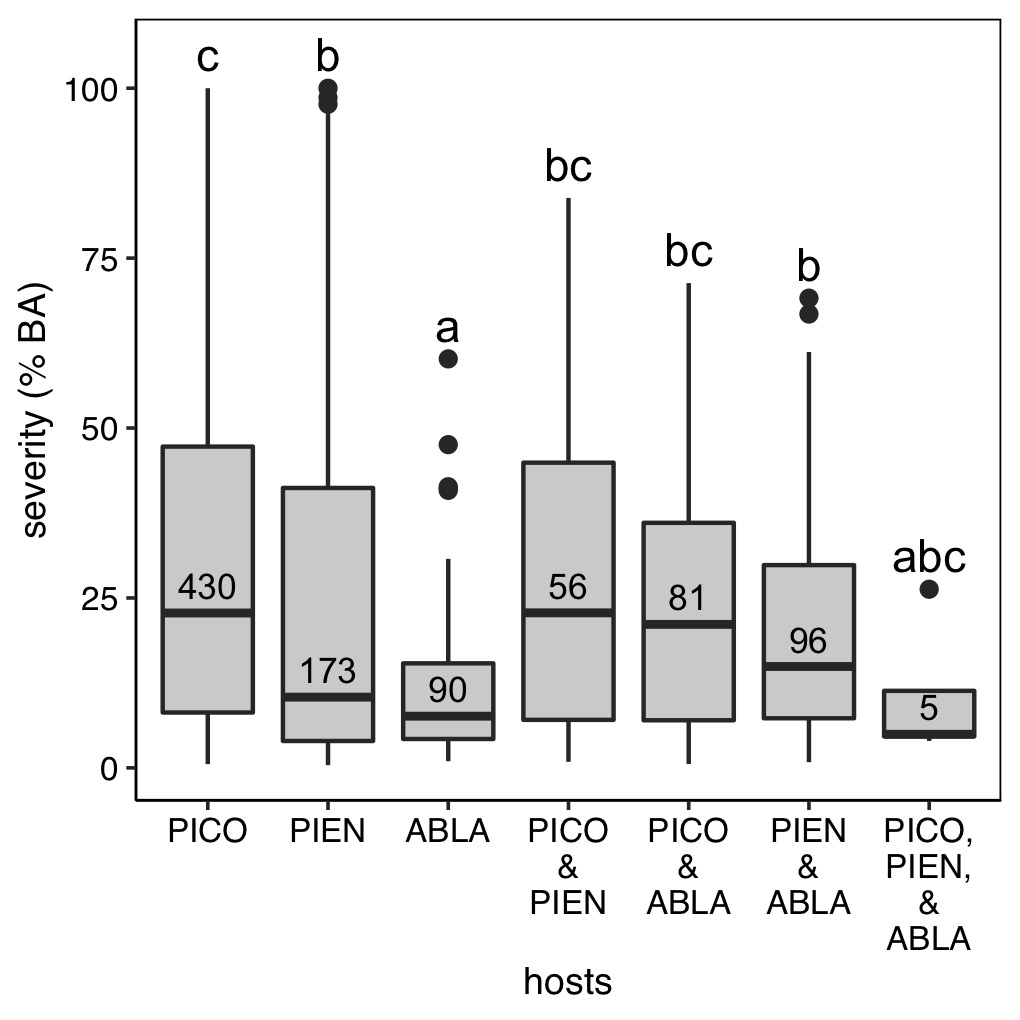 c
b
a
bc
bc
b
abc
100
75
50
25
0
severity (% BA)
430
173
90
56
81
96
5
PICO
PIEN
ABLA
PICO
&
PIEN
PICO
&
ABLA
PIEN
&
ABLA
PICO,
PIEN,
&
ABLA
hosts